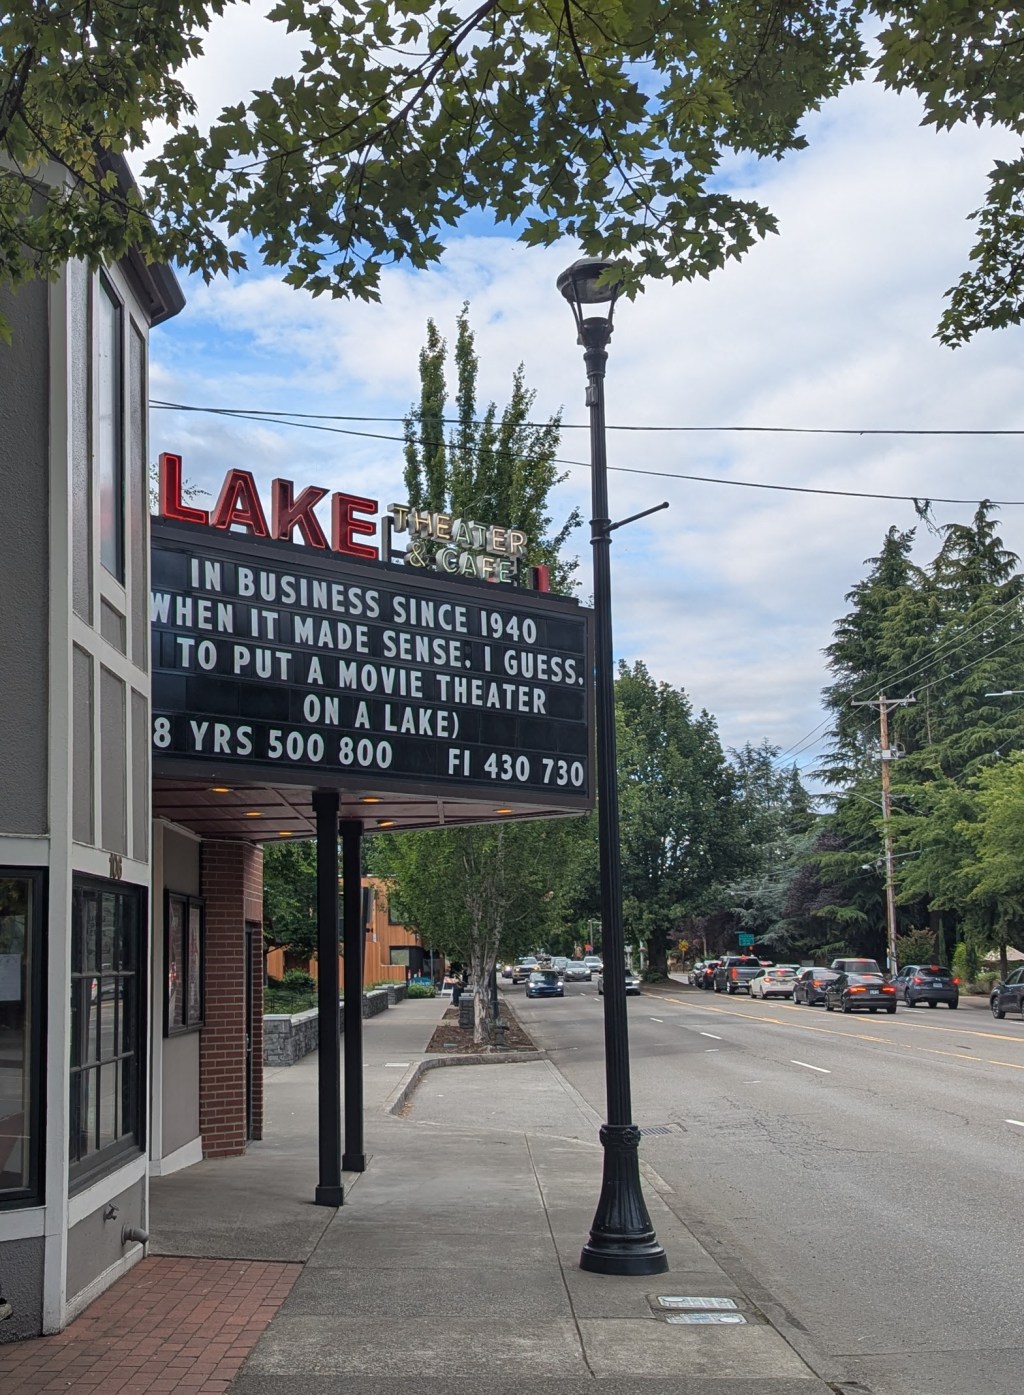 LAKE THEATER
& CAFE
IN BUSINESS SINCE 1940
WHEN IT MADE SENSE, I GUESS,
TO PUT A MOVIE THEATER
ON A LAKE)
8 YRS 500 800 FI 430 730
106